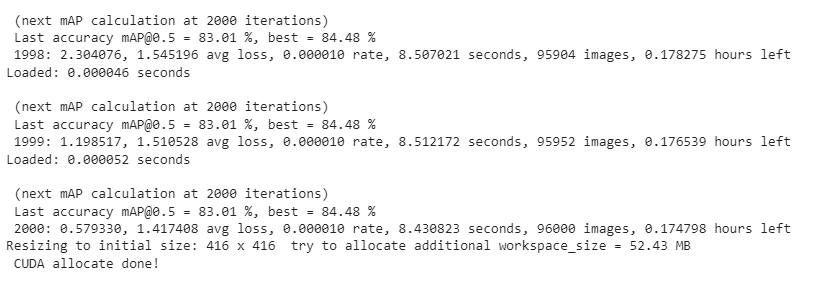 (next mAP calculation at 2000 iterations)
Last accuracy mAP@0.5 = 83.01 %, best = 84.48 %
1998: 2.304076, 1.545196 avg loss, 0.000010 rate, 8.507021 seconds, 95904 images, 0.178275 hours left
Loaded: 0.000046 seconds
(next mAP calculation at 2000 iterations)
Last accuracy mAP@0.5 = 83.01 %, best = 84.48 %
1999: 1.198517, 1.510528 avg loss, 0.000010 rate, 8.512172 seconds, 95952 images, 0.176539 hours left
Loaded: 0.000052 seconds
(next mAP calculation at 2000 iterations)
Last accuracy mAP@0.5 = 83.01 %, best = 84.48 %
2000: 0.579330, 1.417408 avg loss, 0.000010 rate, 8.430823 seconds, 96000 images, 0.174798 hours left
Resizing to initial size: 416 x 416  try to allocate additional workspace_size = 52.43 MB
CUDA allocate done!